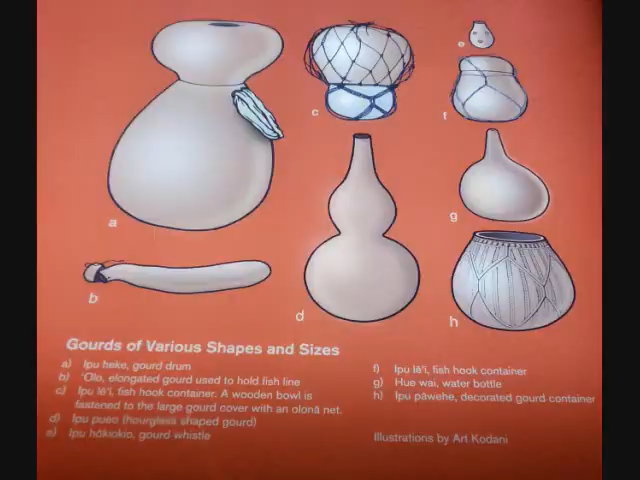 a
b
c
d
e
f
g
h
Gourds of Various Shapes and Sizes
a) Ipu heke, gourd drum
b) 'Olo, elongated gourd used to hold fish line
c) Ipu lē'ī, fish hook container. A wooden bowl is
fastened to the large gourd cover with an olonā net.
d) Ipu pueo (hourglass shaped gourd)
e) Ipu hōkiokio, gourd whistle
f) Ipu lē'ī, fish hook container
g) Hue wai, water bottle
h) Ipu pāwehe, decorated gourd container
Illustrations by Art Kodani